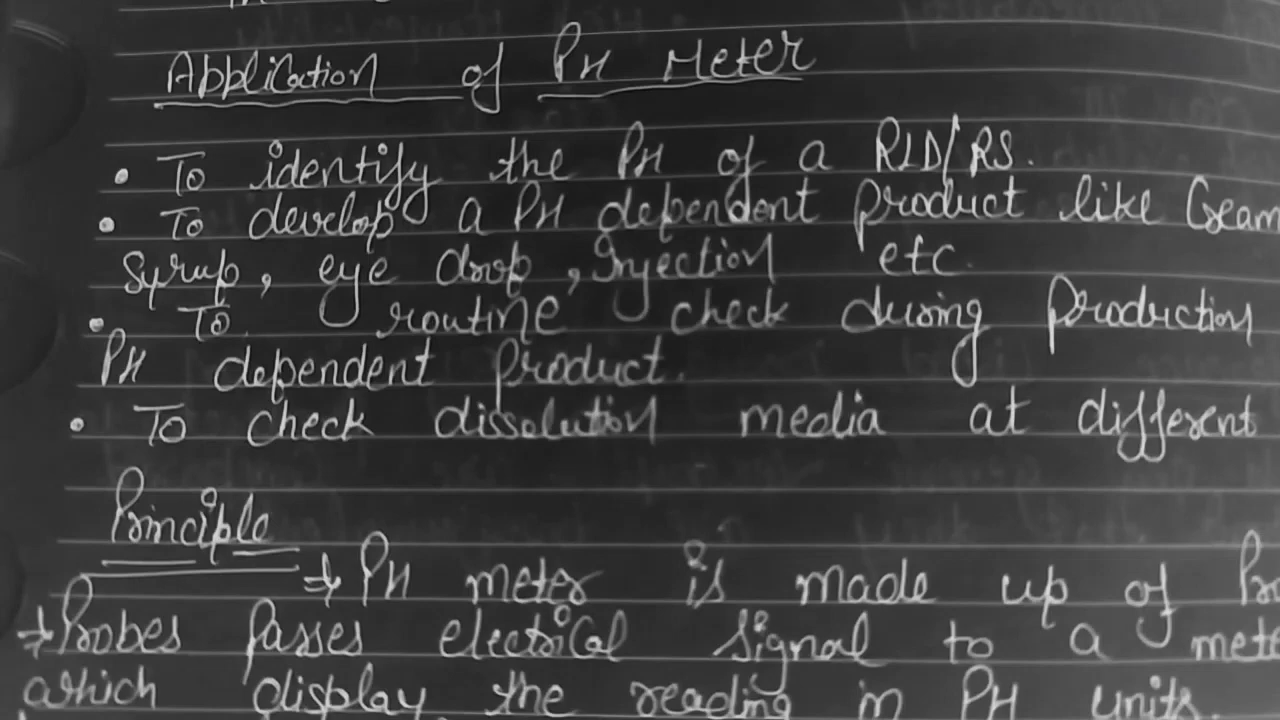 Application of PH Meter
• To identify the PH of a RLD/RS.
• To develop a PH dependent product like
Syrup, eye drop, Injection etc.
• To routine check during production
PH dependent product.
• To check dissolution media at different
Principle
→ PH meter is made up of
→ Probes Passes electrical signal to a
which display the reading in PH units.